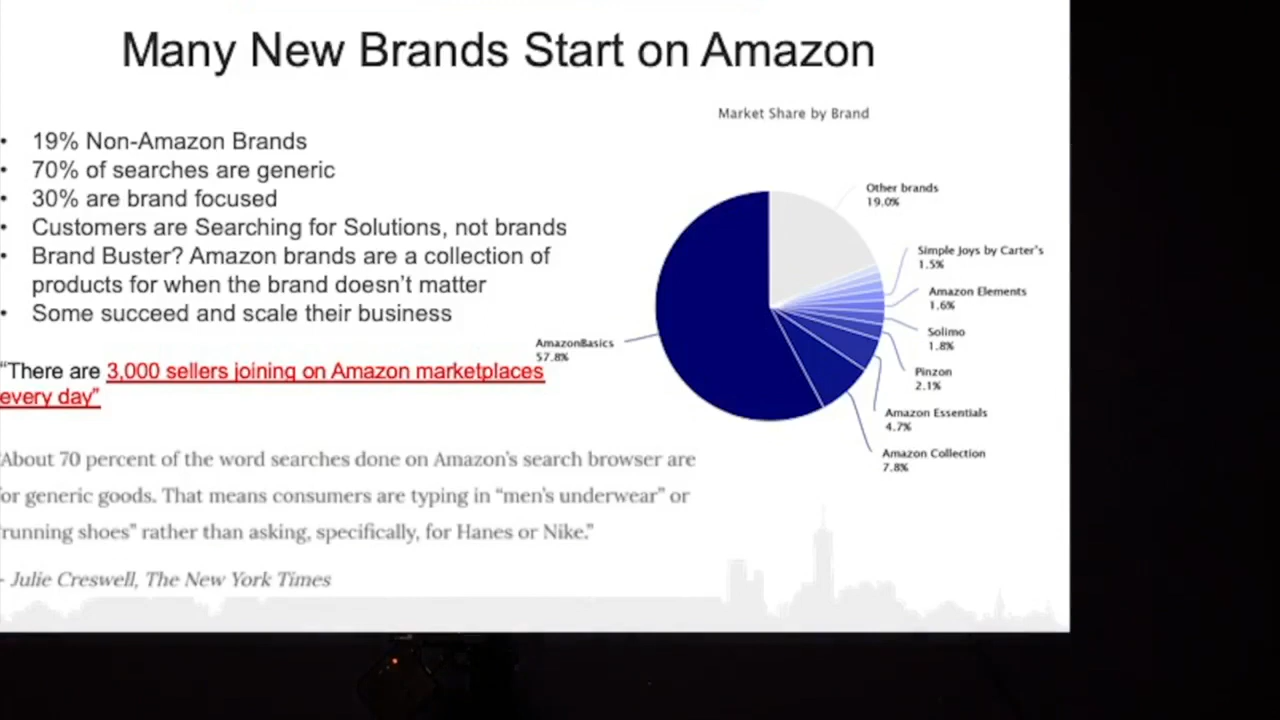 Many New Brands Start on Amazon
• 19% Non-Amazon Brands
• 70% of searches are generic
• 30% are brand focused
• Customers are Searching for Solutions, not brands
• Brand Buster? Amazon brands are a collection of
products for when the brand doesn't matter
• Some succeed and scale their business
“There are 3,000 sellers joining on Amazon marketplaces
every day”
About 70 percent of the word searches done on Amazon's search browser are
or generic goods. That means consumers are typing in “men's underwear” or
running shoes” rather than asking, specifically, for Hanes or Nike.”
- Julie Creswell, The New York Times
Market Share by Brand
Other brands
19.0%
Simple Joys by Carter's
1.5%
Amazon Elements
1.6%
Solimo
1.8%
Pinzon
2.1%
Amazon Essentials
4.7%
Amazon Collection
7.8%
AmazonBasics
57.8%